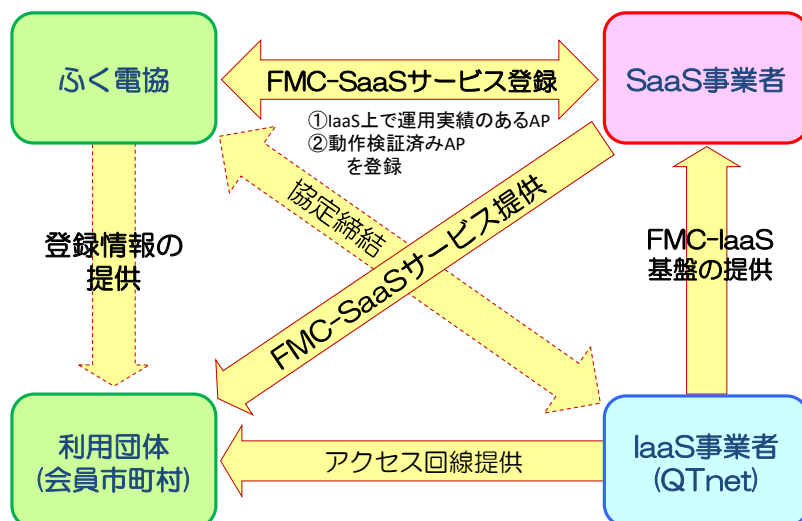 ふく電協
FMC-SaaSサービス登録
SaaS事業者
①IaaS上で運用実績のあるAP
②動作検証済みAP
を登録
協定締結
登録情報の
提供
FMC-SaaSサービス提供
FMC-IaaS
基盤の提供
利用団体
(会員市町村)
アクセス回線提供
IaaS事業者
(QTnet)